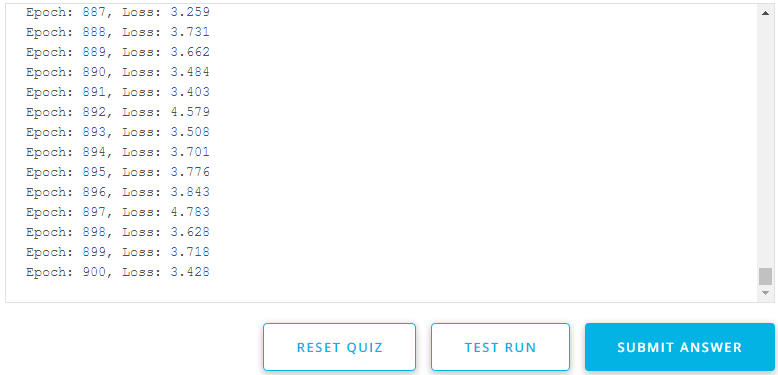 Epoch: 887, Loss: 3.259
Epoch: 888, Loss: 3.731
Epoch: 889, Loss: 3.662
Epoch: 890, Loss: 3.484
Epoch: 891, Loss: 3.403
Epoch: 892, Loss: 4.579
Epoch: 893, Loss: 3.508
Epoch: 894, Loss: 3.701
Epoch: 895, Loss: 3.776
Epoch: 896, Loss: 3.843
Epoch: 897, Loss: 4.783
Epoch: 898, Loss: 3.628
Epoch: 899, Loss: 3.718
Epoch: 900, Loss: 3.428
RESET QUIZ TEST RUN SUBMIT ANSWER